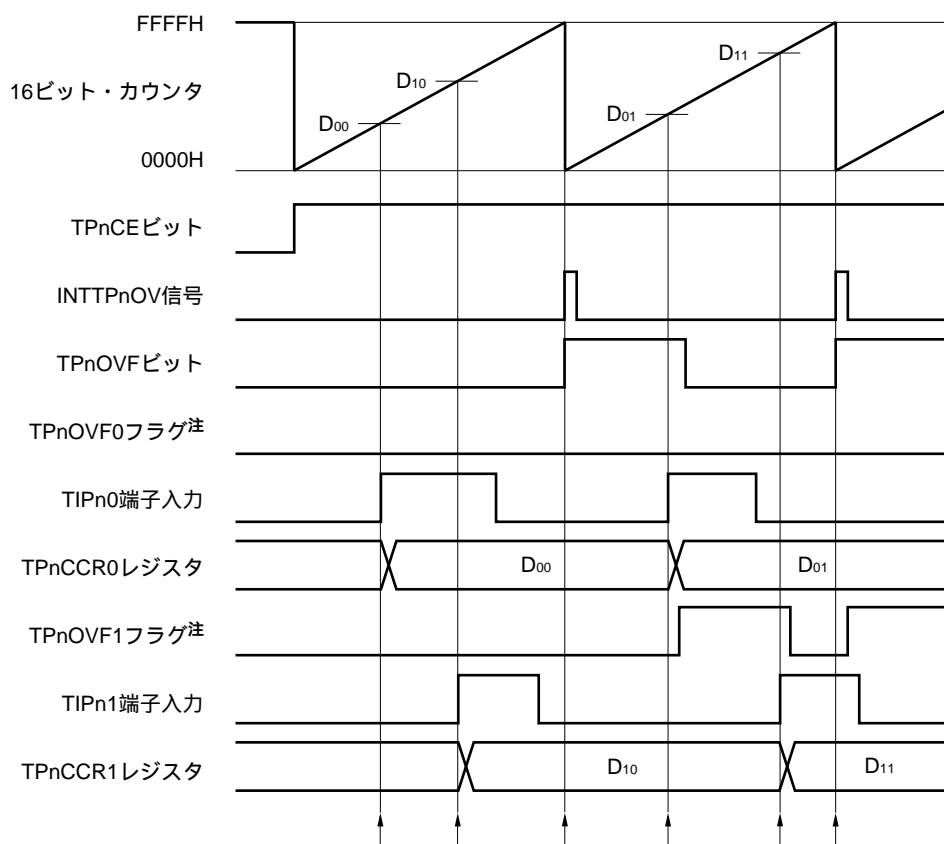 FFFFH
D11
D10
16ビット・カウンタ
D00
D01
0000H
TPnCEビット
INTTPnOV信号
TPnOVFビット
TPnOVF0フラグ注
TIPn0端子入力
TPnCCR0レジスタ
D00
D01
TPnOVF1フラグ注
TIPn1端子入力
TPnCCR1レジスタ
D10
D11